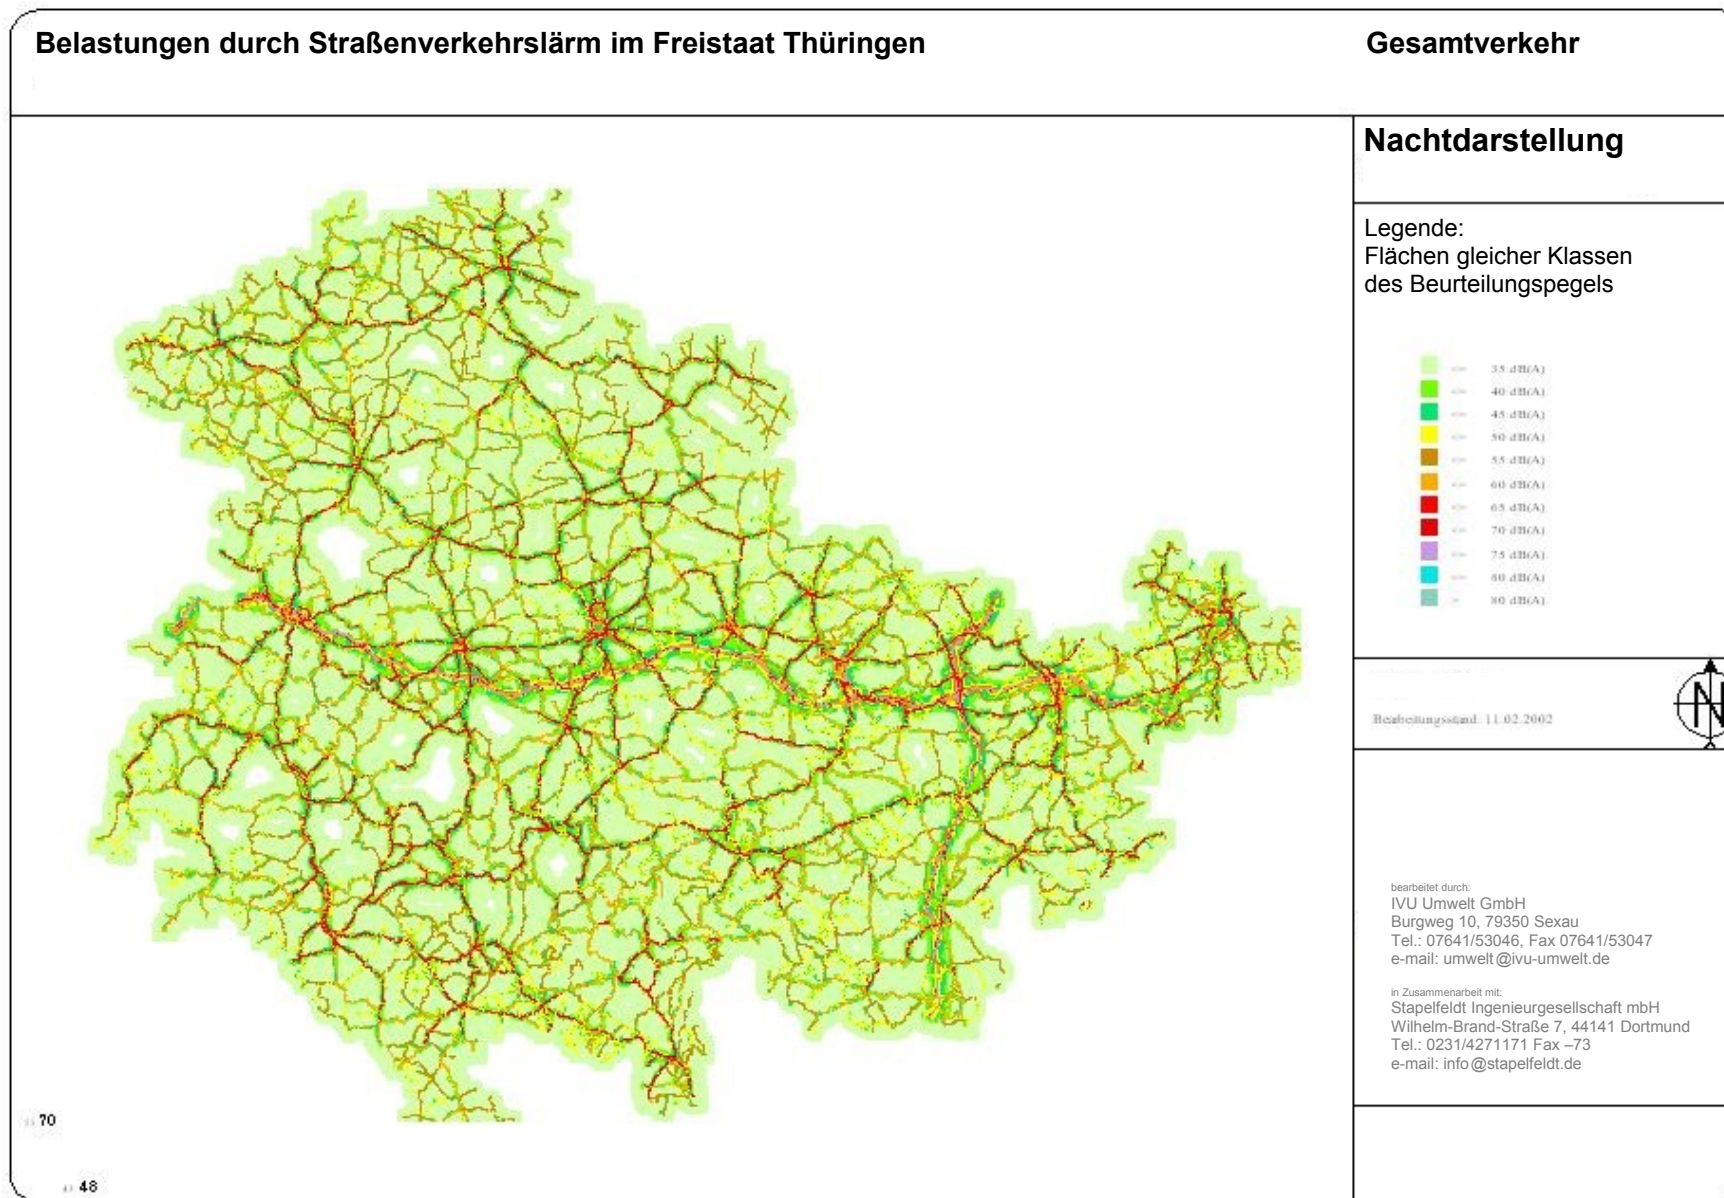 Belastungen durch Straßenverkehrslärm im Freistaat Thüringen
Gesamtverkehr
Nachtdarstellung
Legende:
Flächen gleicher Klassen
des Beurteilungspegels
<= 35 dB(A)
<= 40 dB(A)
<= 45 dB(A)
<= 50 dB(A)
<= 55 dB(A)
<= 60 dB(A)
<= 65 dB(A)
<= 70 dB(A)
<= 75 dB(A)
<= 80 dB(A)
> 80 dB(A)
Bearbeitungsstand: 11.02.2002
N
bearbeitet durch:
IVU Umwelt GmbH
Burgweg 10, 79350 Sexau
Tel.: 07641/53046, Fax 07641/53047
e-mail: umwelt@ivu-umwelt.de
in Zusammenarbeit mit:
Stapelfeldt Ingenieurgesellschaft mbH
Wilhelm-Brand-Straße 7, 44141 Dortmund
Tel.: 0231/4271171 Fax –73
e-mail: info@stapelfeldt.de
70
48